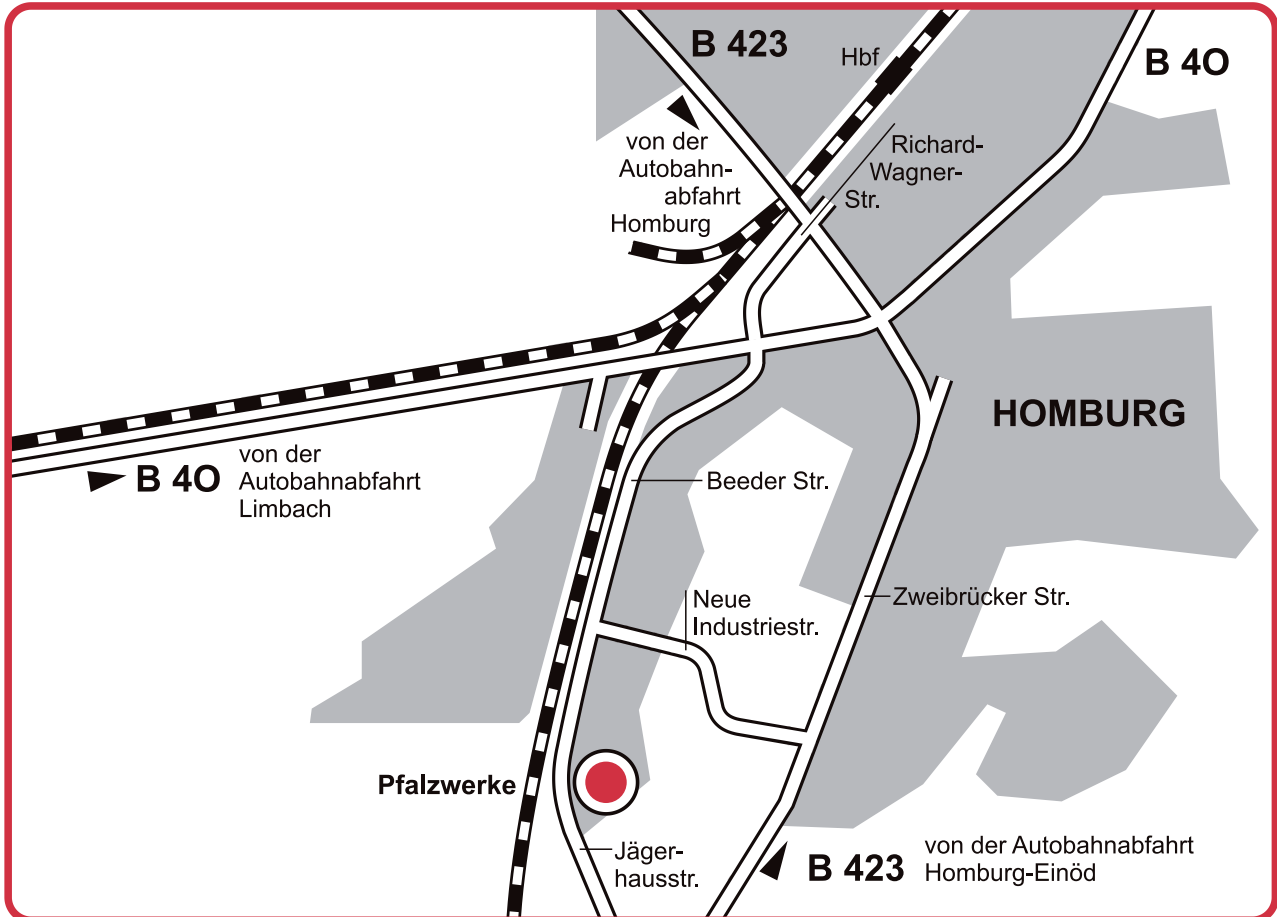 B 423
Hbf
B 4O
von der
Autobahn-
abfahrt
Homburg
Richard-
Wagner-
Str.
HOMBURG
B 4O
von der
Autobahnabfahrt
Limbach
Beeder Str.
Neue
Industriestr.
Zweibrücker Str.
Pfalzwerke
Jäger-
hausstr.
B 423
von der Autobahnabfahrt
Homburg-Einöd